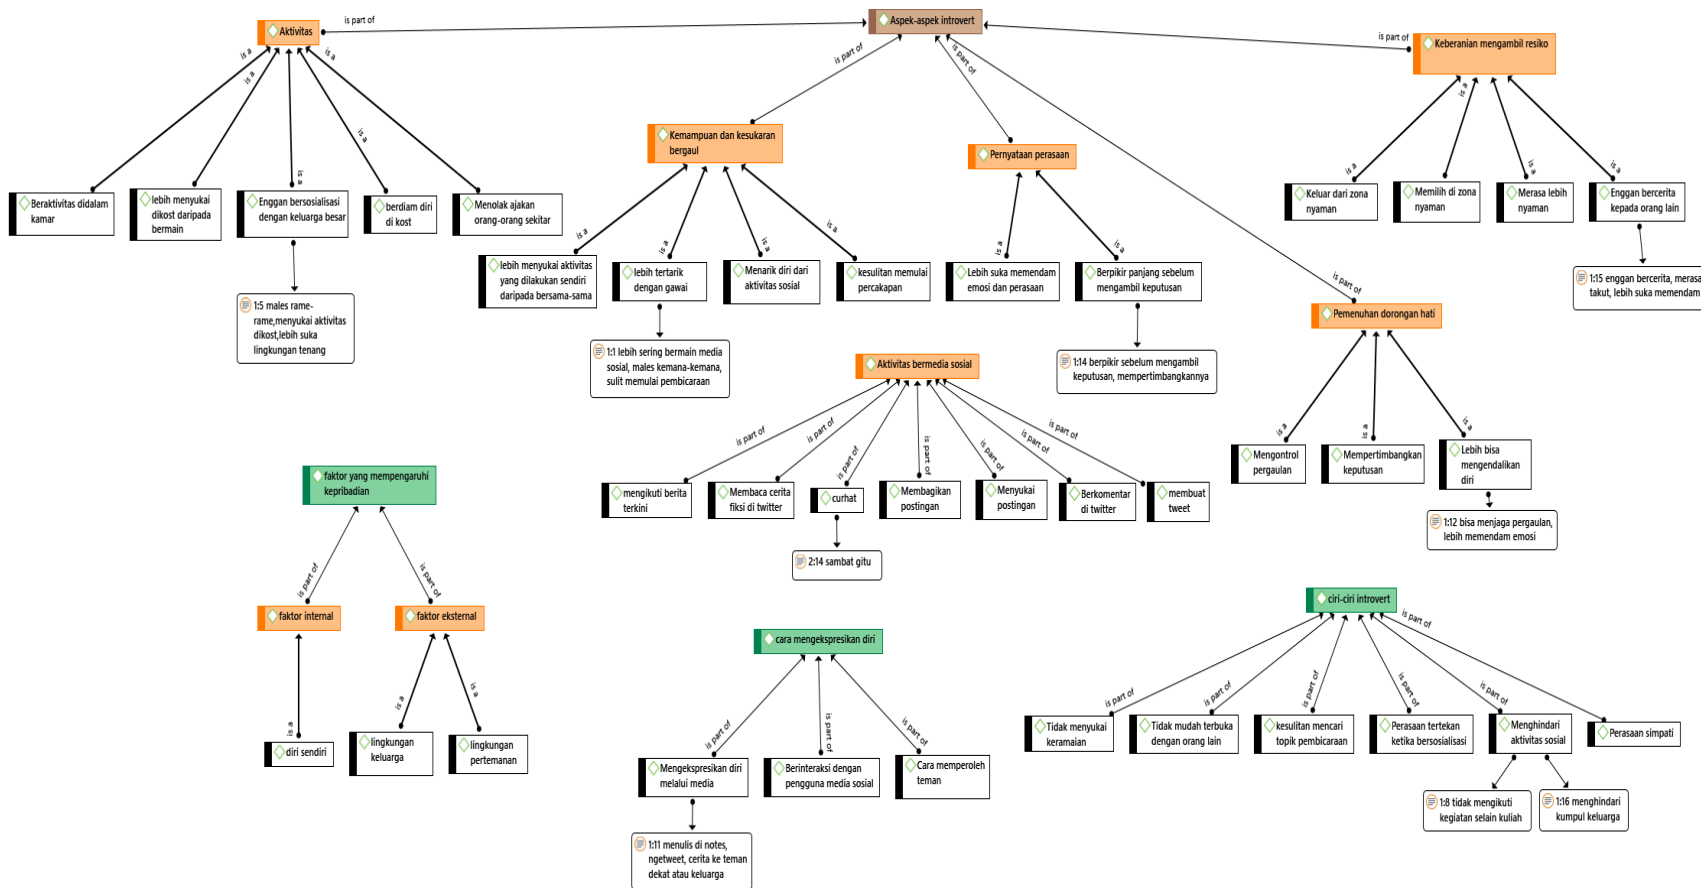 Aktivitas
is part of
Aspek-aspek introvert
is part of
Keberanian mengambil resiko
is a
is a
is a
is a
is a
Beraktivitas didalam
kamar
lebih menyukai
dikost daripada
bermain
Enggan bersosialisasi
dengan keluarga besar
berdiam diri
di kost
Menolak ajakan
orang-orang sekitar
1:5 males rame-
rame,menyukai aktivitas
dikost,lebih suka
lingkungan tenang
is part of
Kemampuan dan kesukaran
bergaul
is a
is a
is a
is a
lebih menyukai aktivitas
yang dilakukan sendiri
daripada bersama-sama
lebih tertarik
dengan gawai
Menarik diri dari
aktivitas sosial
kesulitan memulai
percakapan
1:1 lebih sering bermain media
sosial, males kemana-kemana,
sulit memulai pembicaraan
is part of
Pernyataan perasaan
is a
is a
Lebih suka memendam
emosi dan perasaan
Berpikir panjang sebelum
mengambil keputusan
1:14 berpikir sebelum mengambil
keputusan, mempertimbangkannya
is a
is a
is a
is a
Keluar dari zona
nyaman
Memilih di zona
nyaman
Merasa lebih
nyaman
Enggan bercerita
kepada orang lain
1:15 enggan bercerita, merasa
takut, lebih suka memendam
is part of
Pemenuhan dorongan hati
is a
is a
is a
Mengontrol
pergaulan
Mempertimbangkan
keputusan
Lebih bisa
mengendalikan
diri
1:12 bisa menjaga pergaulan,
lebih memendam emosi
Aktivitas bermedia sosial
is part of
is part of
is part of
is part of
is part of
is part of
is part of
mengikuti berita
terkini
Membaca cerita
fiksi di twitter
curhat
Membagikan
postingan
Menyukai
postingan
Berkomentar
di twitter
membuat
tweet
2:14 sambat gitu
faktor yang mempengaruhi
kepribadian
is part of
is part of
faktor internal
faktor eksternal
is a
is a
is a
diri sendiri
lingkungan
keluarga
lingkungan
pertemanan
cara mengekspresikan diri
is part of
is part of
is part of
Mengekspresikan diri
melalui media
Berinteraksi dengan
pengguna media sosial
Cara memperoleh
teman
1:11 menulis di notes,
ngetweet, cerita ke teman
dekat atau keluarga
ciri-ciri introvert
is part of
is part of
is part of
is part of
is part of
is part of
Tidak menyukai
keramaian
Tidak mudah terbuka
dengan orang lain
kesulitan mencari
topik pembicaraan
Perasaan tertekan
ketika bersosialisasi
Menghindari
aktivitas sosial
Perasaan simpati
1:8 tidak mengikuti
kegiatan selain kuliah
1:16 menghindari
kumpul keluarga